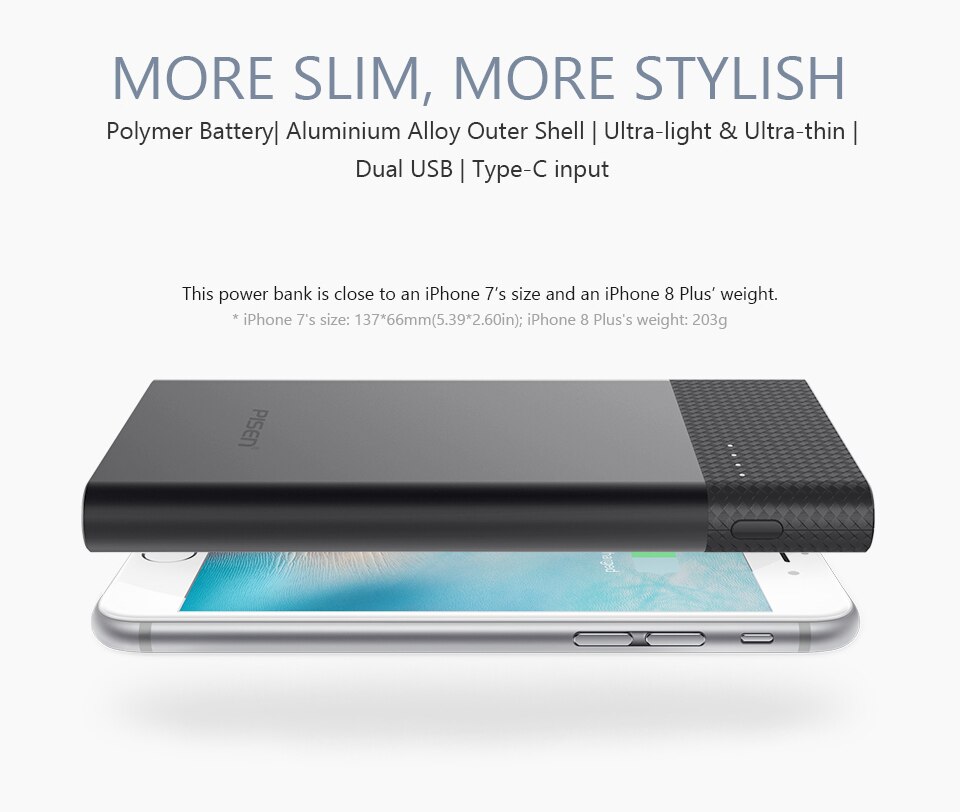 MORE SLIM, MORE STYLISH
Polymer Battery| Aluminium Alloy Outer Shell | Ultra-light & Ultra-thin |
Dual USB | Type-C input
This power bank is close to an iPhone 7‘s size and an iPhone 8 Plus’ weight.
* iPhone 7‘s size: 137*66mm(5.39*2.60in); iPhone 8 Plus‘s weight: 203g
PISEN